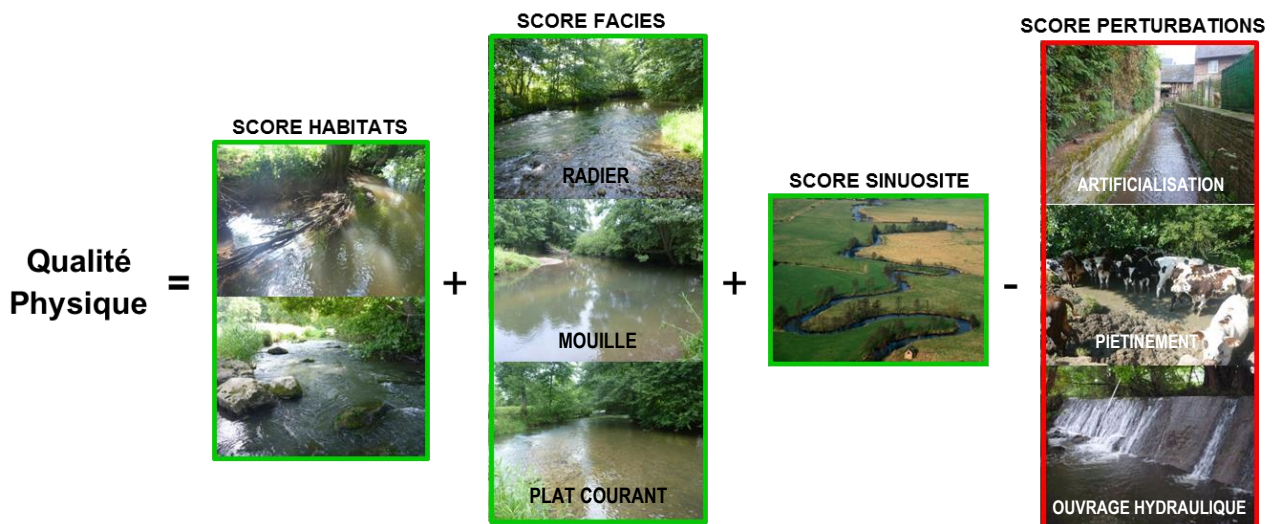 Qualité
Physique
=
SCORE HABITATS
+
SCORE FACIES
RADIER
MOUILLE
PLAT COURANT
+
SCORE SINUOSITE
-
SCORE PERTURBATIONS
ARTIFICIALISATION
PIETINEMENT
OUVRAGE HYDRAULIQUE